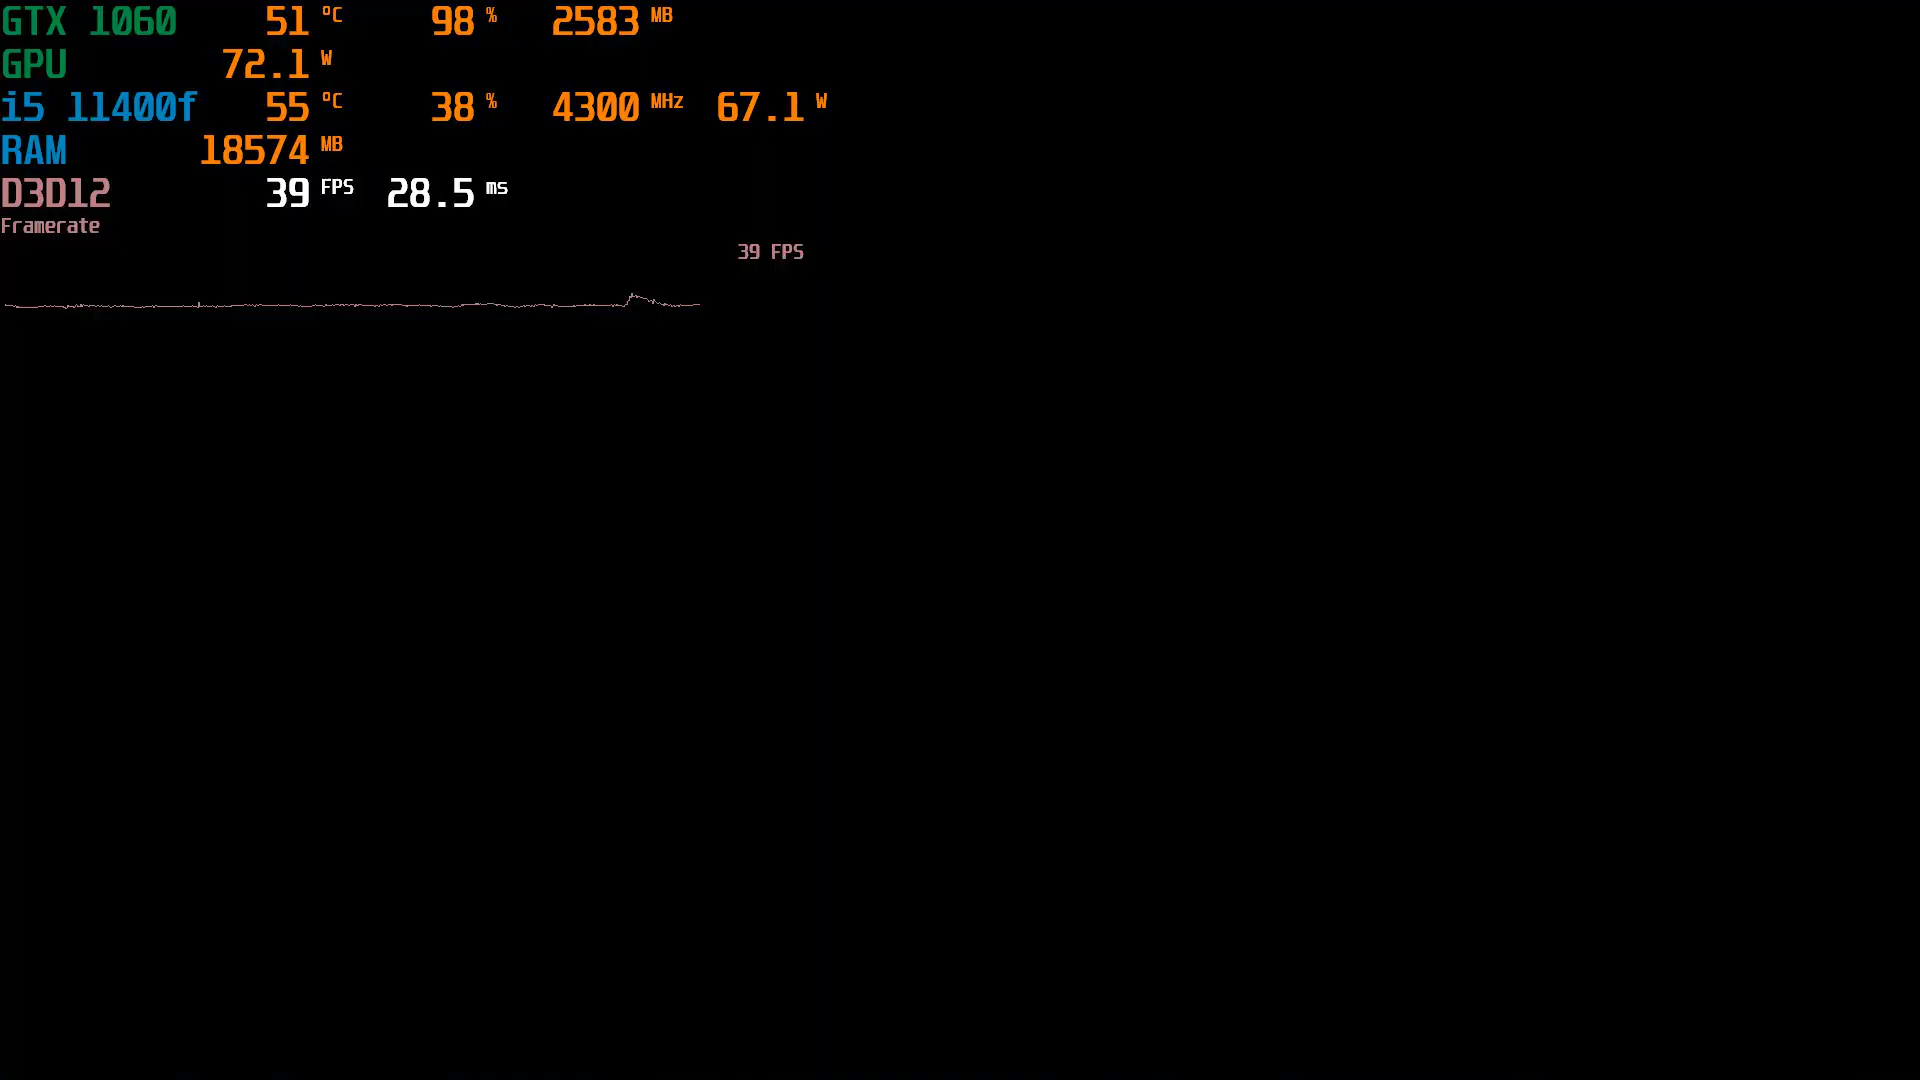 GTX 1060 51 °C 98 % 2583 MB
GPU 72.1 W
i5 11400f 55 °C 38 % 4300 MHz 67.1 W
RAM 18574 MB
D3D12 39 FPS 28.5 ms
Framerate
39 FPS